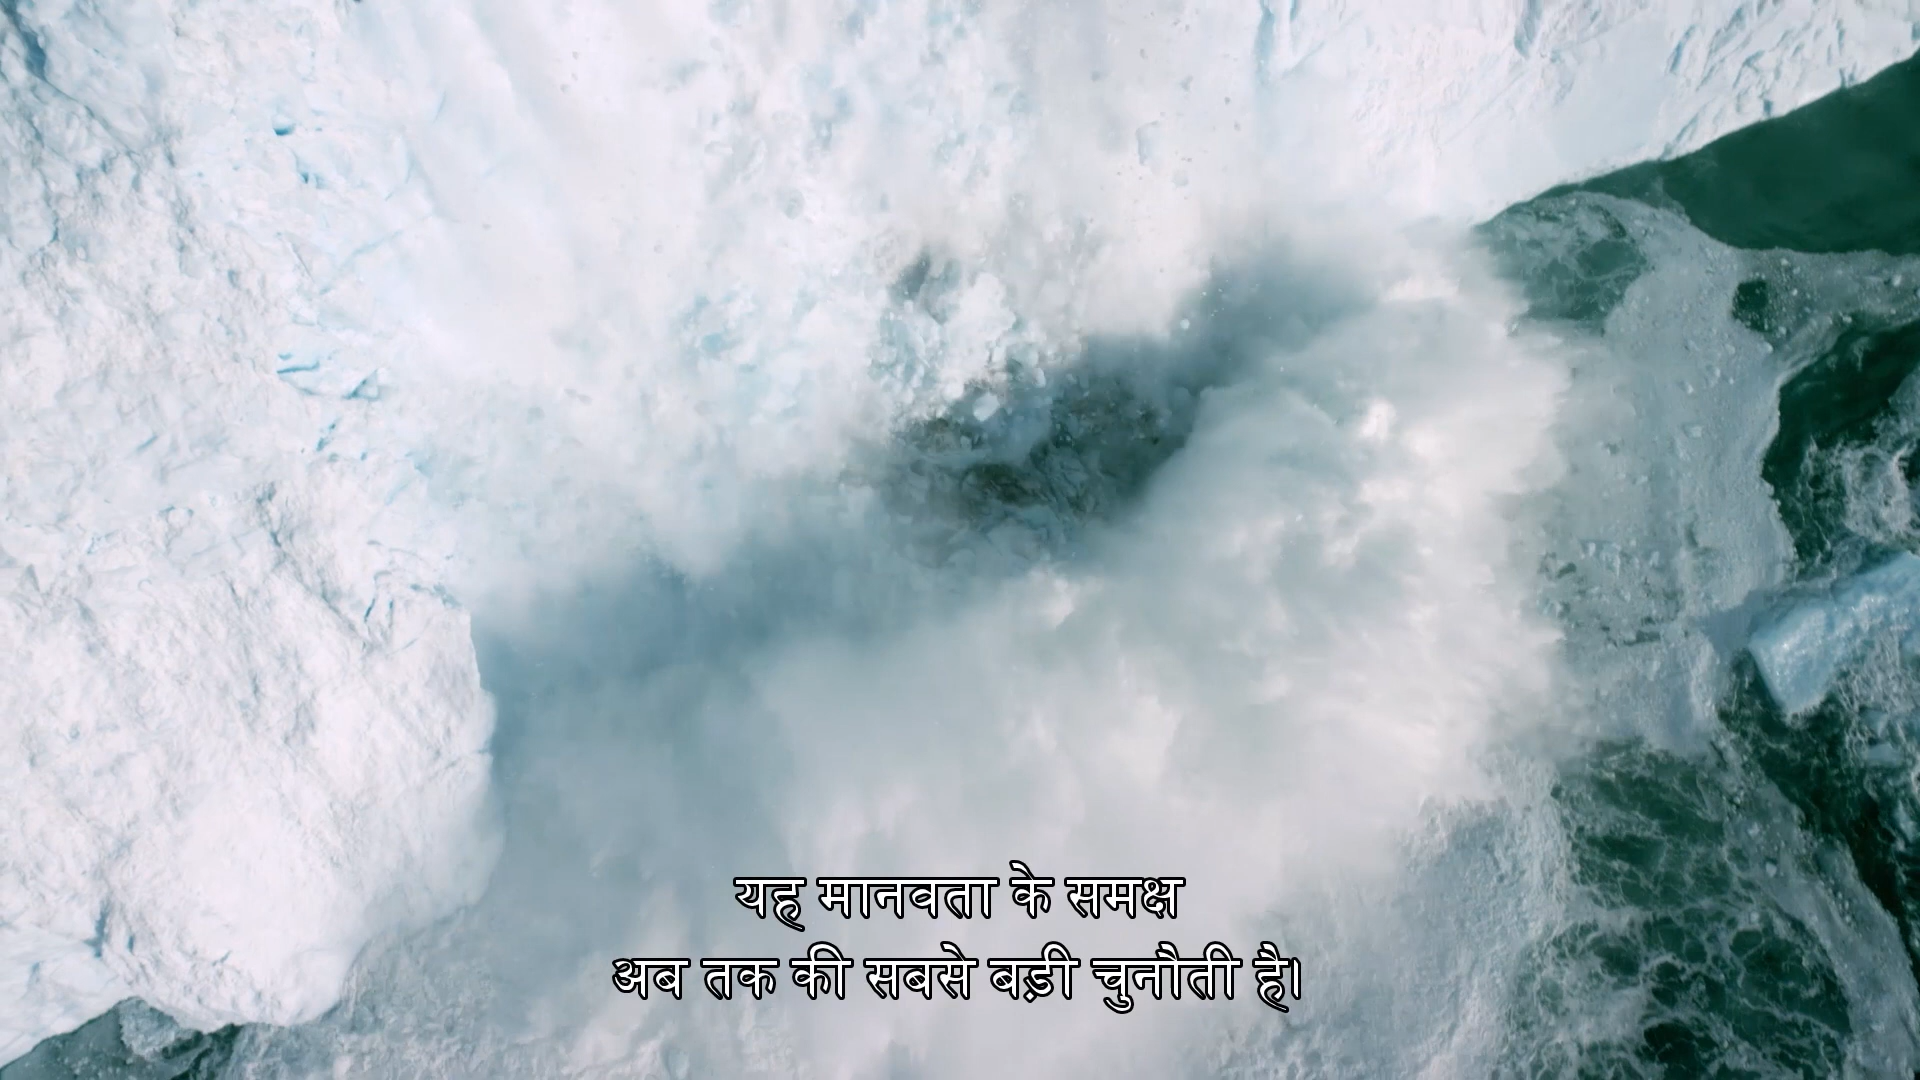 यह मानवता के समक्ष
अब तक की सबसे बड़ी चुनौती है।